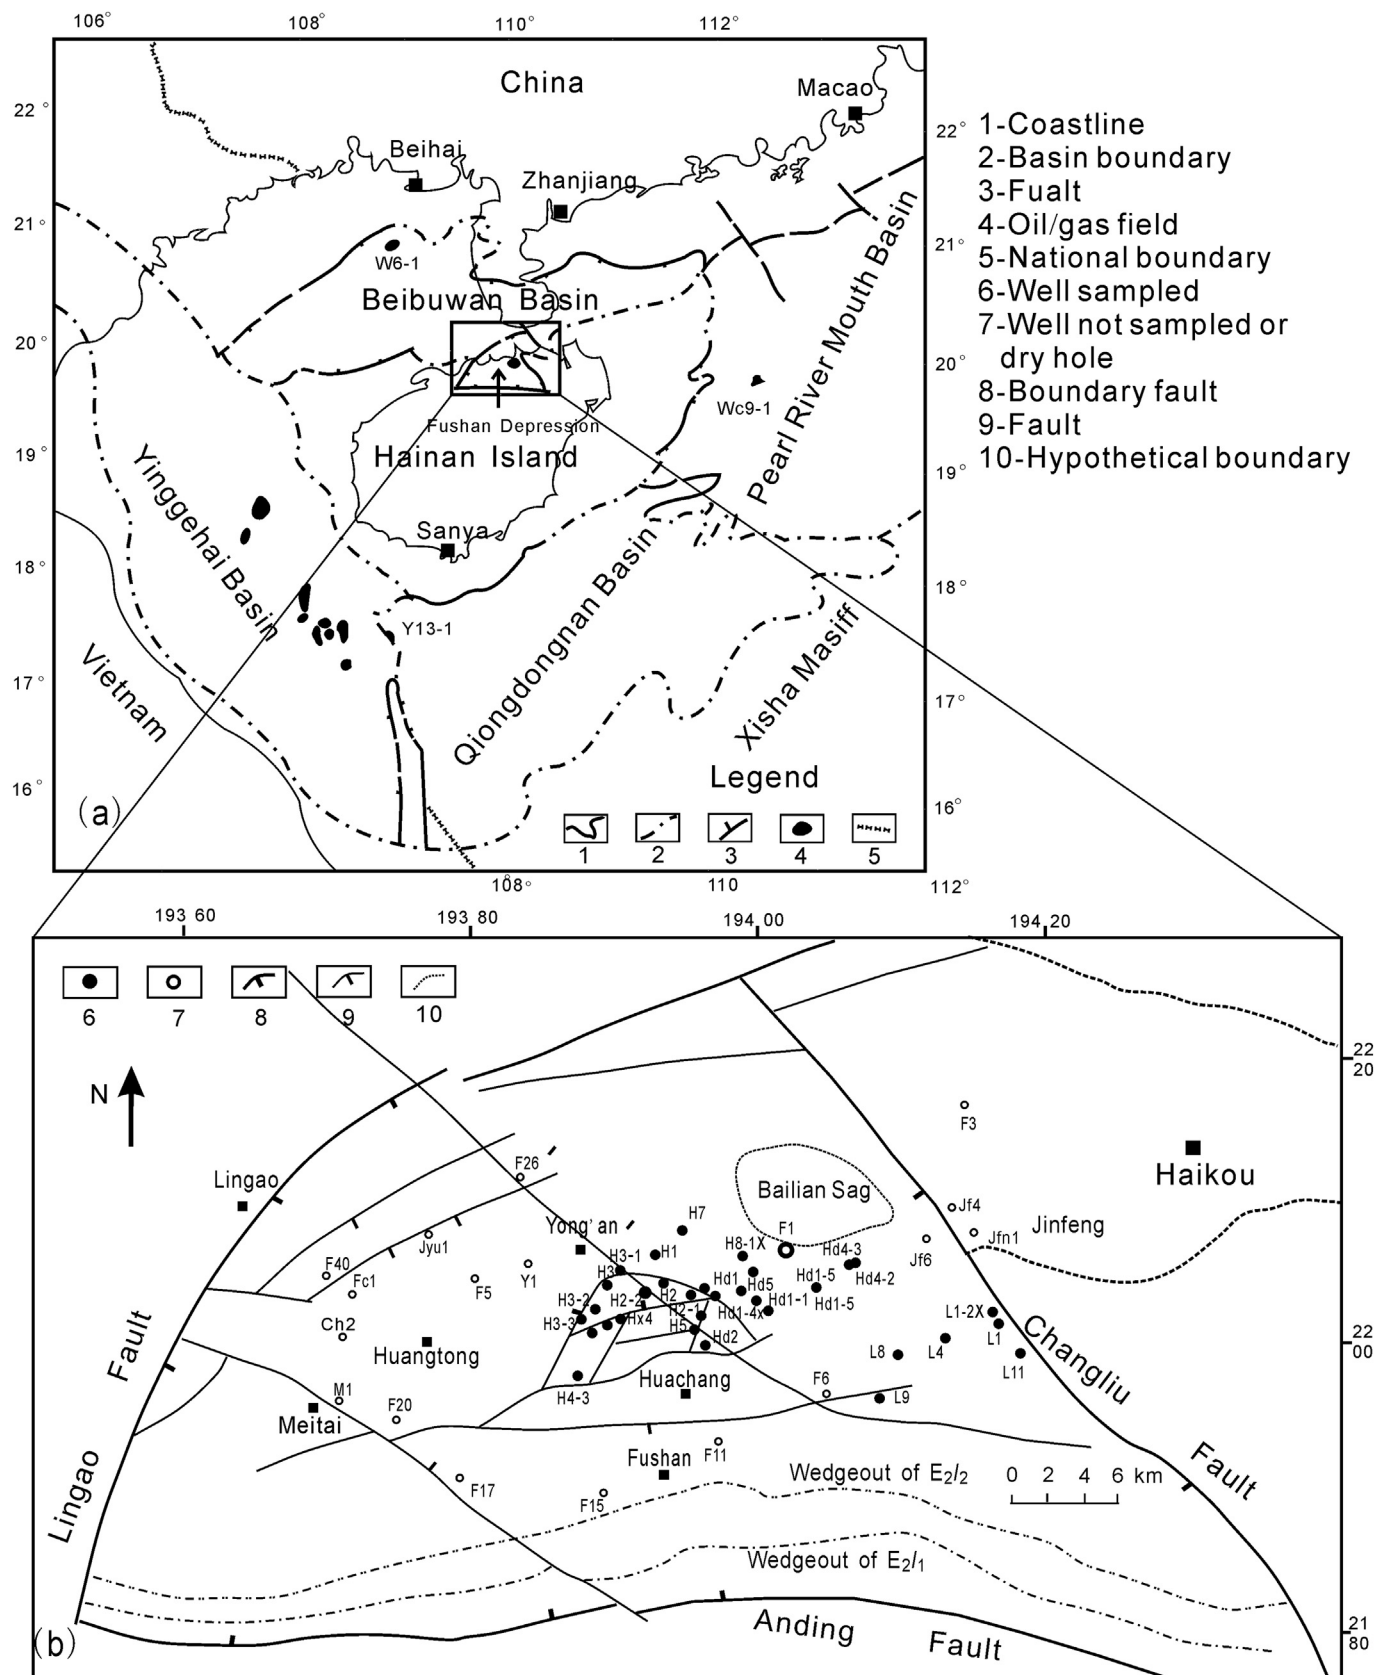 106° 108° 110° 112°
China
Macao
22° 22°
Beihai
Zhanjiang
21° 21°
W6-1
Beibuwan Basin
20° 20°
Wc9-1
Pearl River Mouth Basin
Fushan Depression
19° Hainan Island 19°
Yinggehai Basin
Sanya
18° 18°
Y13-1
Qiongdongnan Basin
Xisha Masiff
Vietnam
17° 17°
Legend
16° 16°
(a)
1 2 3 4 5
108° 110 112°
1-Coastline
2-Basin boundary
3-Fualt
4-Oil/gas field
5-National boundary
6-Well sampled
7-Well not sampled or
dry hole
8-Boundary fault
9-Fault
10-Hypothetical boundary
193 60 193 80 194 00 194 20
6 7 8 9 10
22
20
N
F3
Haikou
Lingao
F26
Bailian Sag
Jf4
Jinfeng
Yong'an
H7
F1
Jfn1
Jyu1
H3-1
H1
H8-1X
Hd4-3
Jf6
F40
Fc1
F5
Y1
H3
Hd1
Hd5
Hd1-5
Hd4-2
H3-2
H2-2
H2
Hd1-1
Hd1-5
Ch2
H3-3
Hx4
H2-1
Hd1-4x
L1-2X
H5
Hd2
L1
Huangtong
L8
L4
22
00
L11
Changliu
Fault
M1
F20
H4-3
Huachang
F6
L9
Meitai
Fushan
F11
F17
F15
Wedgeout of E2l2
0 2 4 6 km
Wedgeout of E2l1
Lingao
Fault
Anding
Fault
21
80
(b)